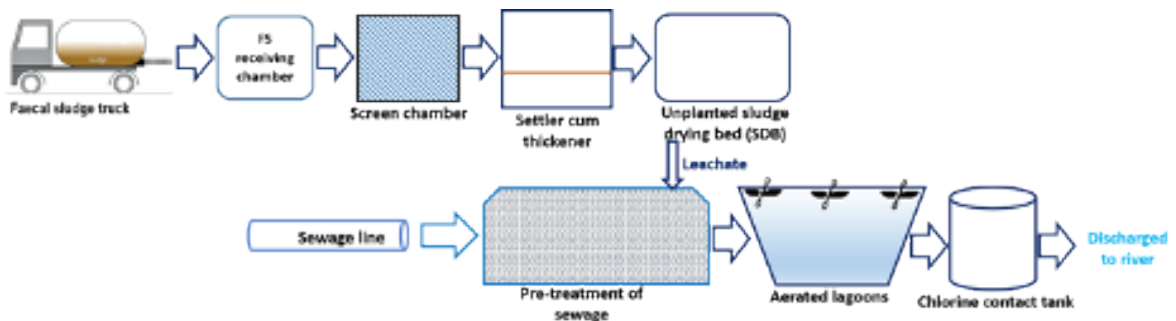 FS
receiving
chamber
Faecal sludge truck
Screen chamber
Settler cum
thickener
Unplanted sludge
drying bed (SDB)
Leachate
Sewage line
Pre-treatment of
sewage
Aerated lagoons
Chlorine contact tank
Discharged
to river